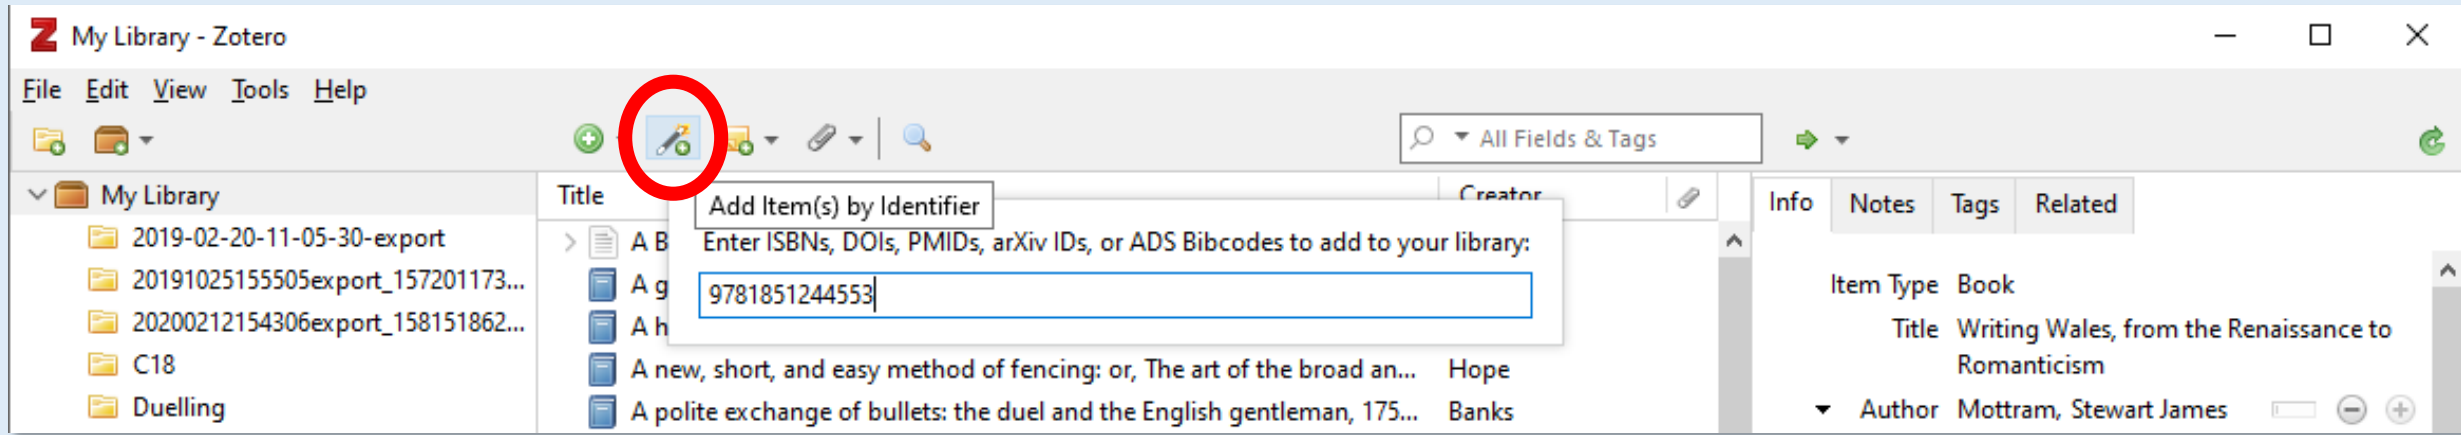 My Library - Zotero
File Edit View Tools Help
All Fields & Tags
My Library
2019-02-20-11-05-30-export
20191025155505export_157201173...
20200212154306export_158151862...
C18
Duelling
Title Creator
Add Item(s) by Identifier
Enter ISBNs, DOIs, PMIDs, arXiv IDs, or ADS Bibcodes to add to your library:
9781851244553
A B
A g
A h
A new, short, and easy method of fencing: or, The art of the broad an... Hope
A polite exchange of bullets: the duel and the English gentleman, 175... Banks
Info Notes Tags Related
Item Type Book
Title Writing Wales, from the Renaissance to
Romanticism
Author Mottram, Stewart James